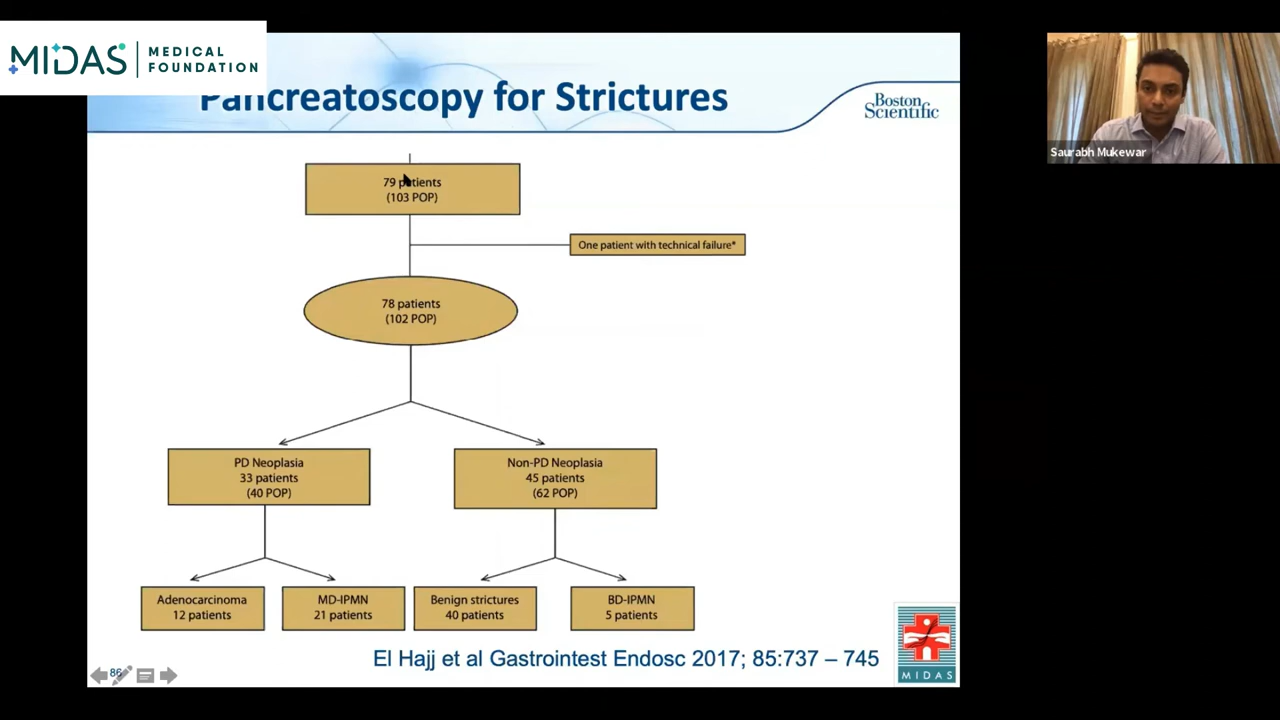 MIDAS MEDICAL
FOUNDATION
Pancreatoscopy for Strictures
Boston
Scientific
Saurabh Mukewar
79 patients
(103 POP)
One patient with technical failure*
78 patients
(102 POP)
PD Neoplasia
33 patients
(40 POP)
Non-PD Neoplasia
45 patients
(62 POP)
Adenocarcinoma
12 patients
MD-IPMN
21 patients
Benign strictures
40 patients
BD-IPMN
5 patients
El Hajj et al Gastrointest Endosc 2017; 85:737 – 745
86
MIDAS